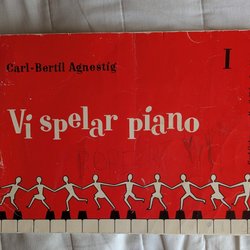 Carl-Bertil Agnestig
I
Vi spelar piano